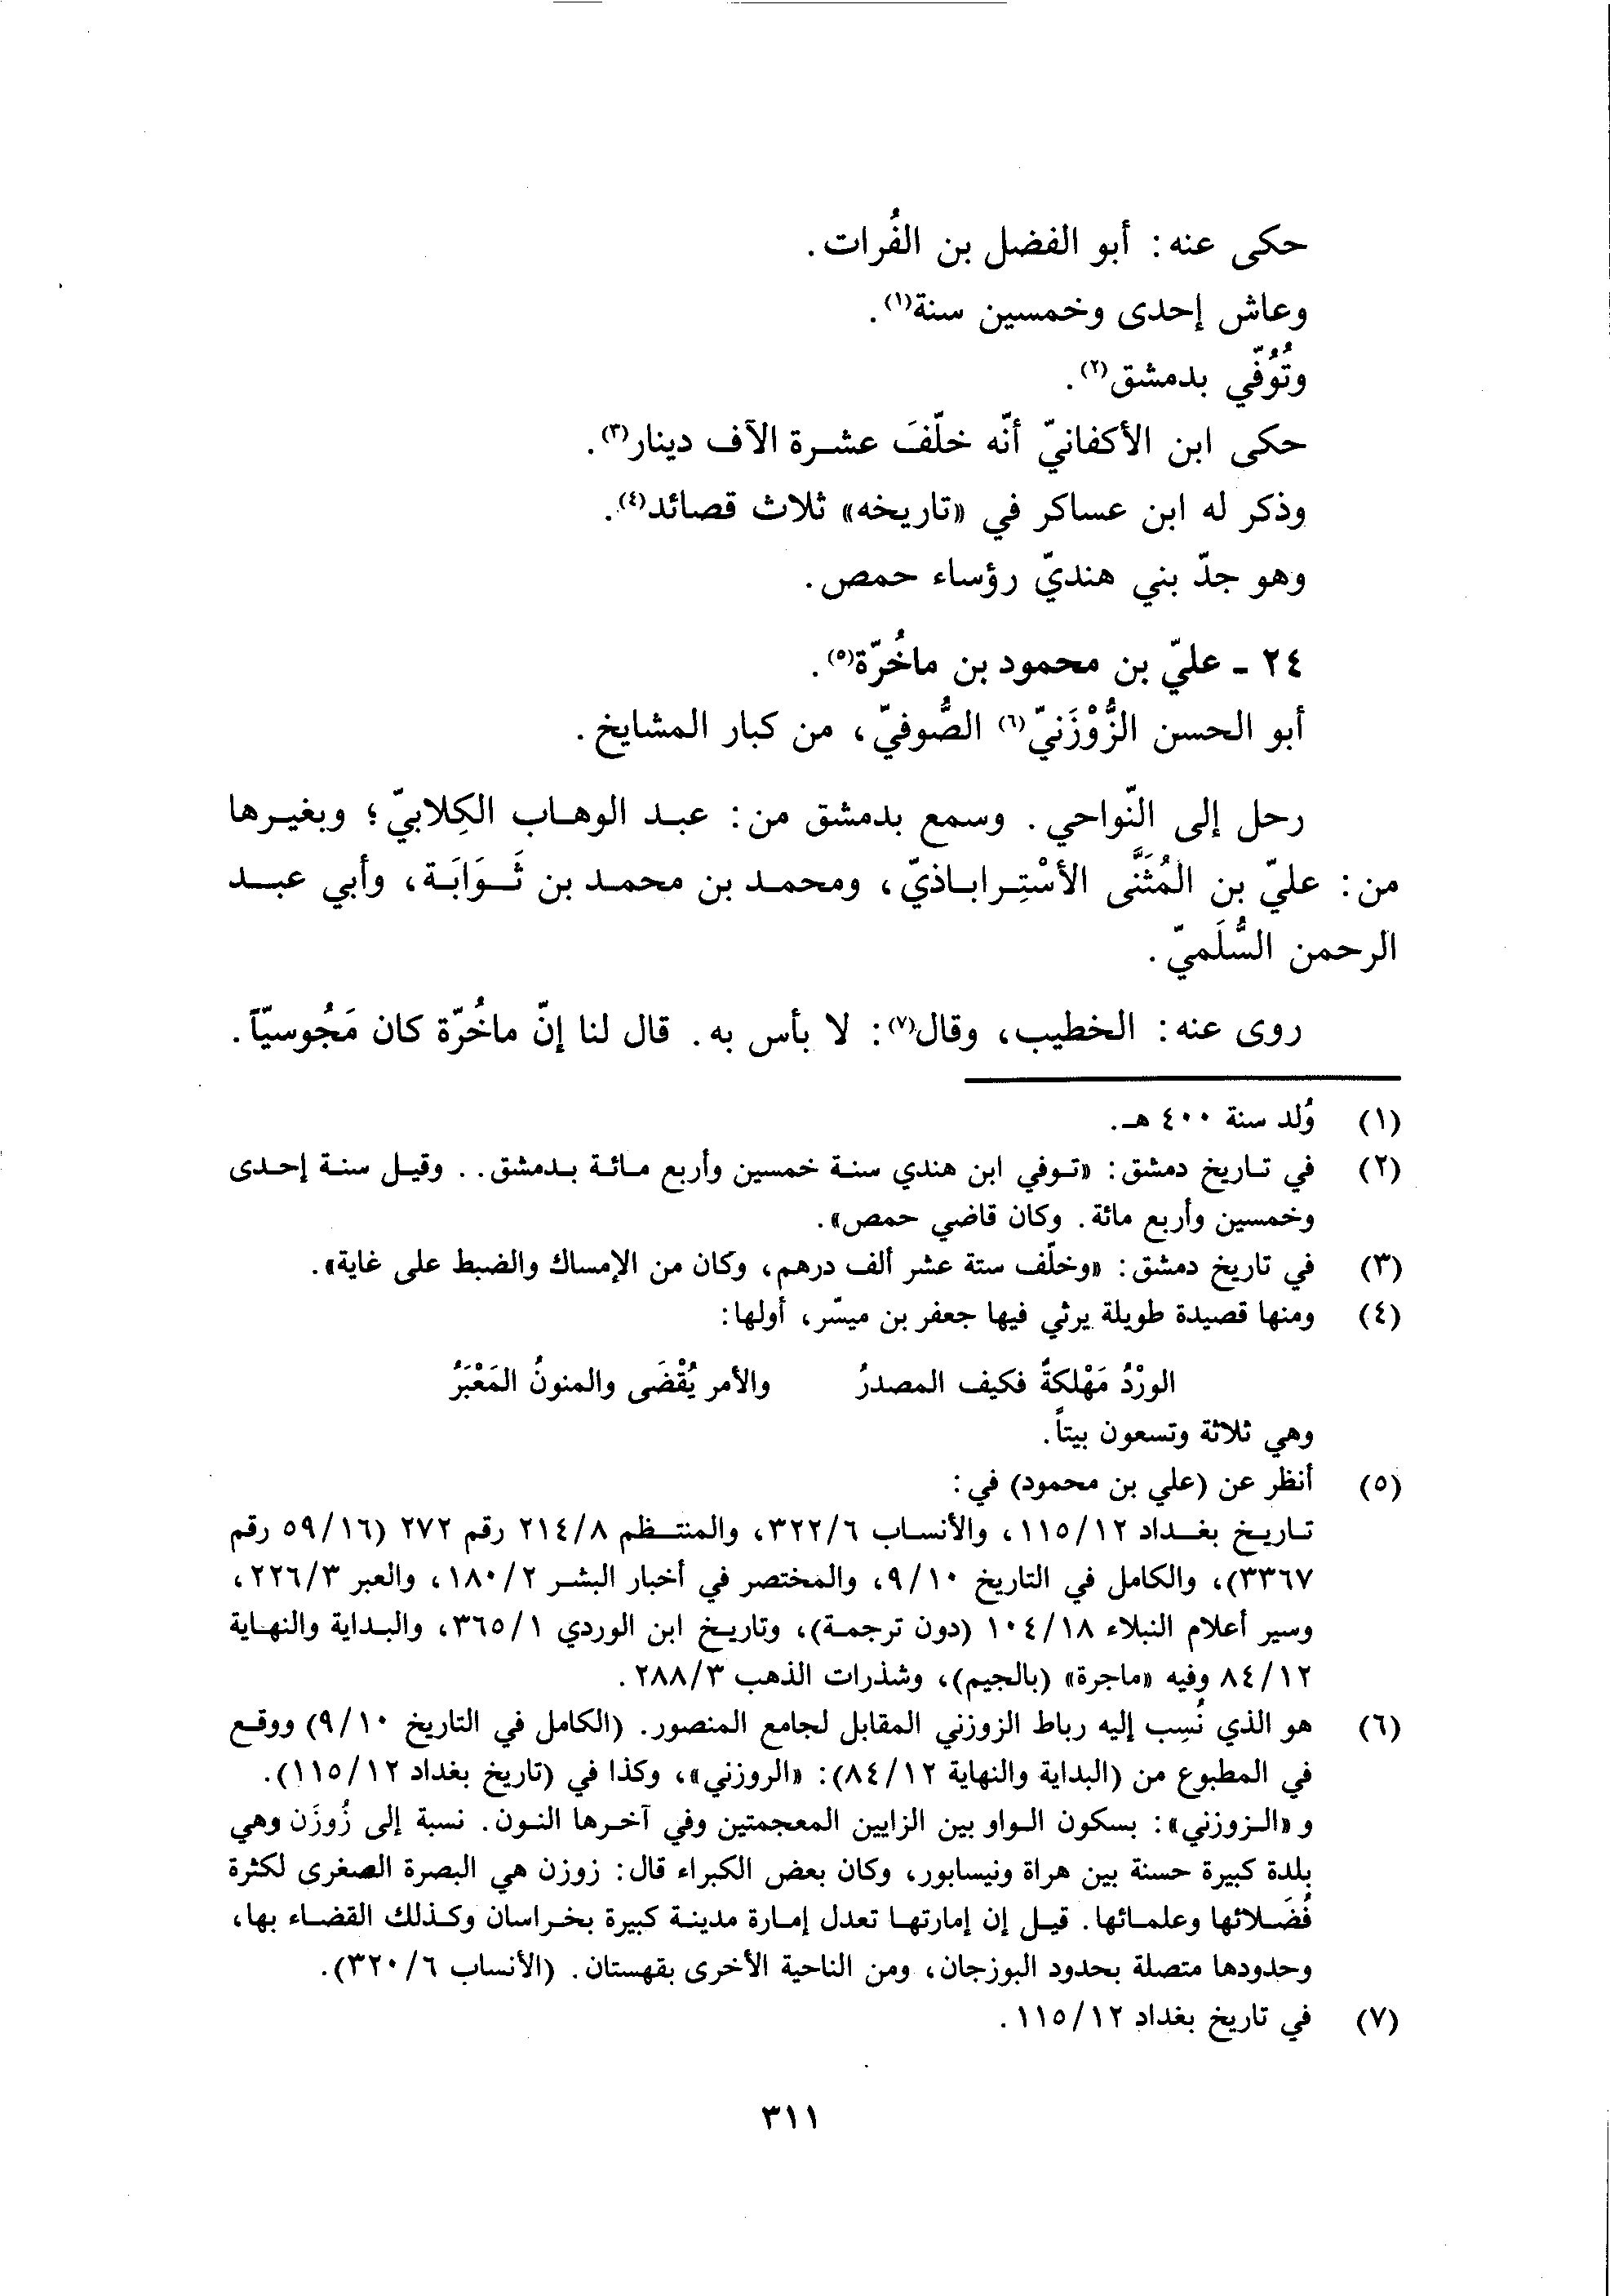 حكى عنه: أبو الفضل بن الفُرات.
وعاش إحدى وخمسين سنة(١).
وتُوُفّي بدمشق(٢).
حكى ابن الأكفانيّ أنّه خلّفَ عشرة الآف دينار(٣).
وذكر له ابن عساكر في «تاريخه» ثلاث قصائد(٤).
وهو جدّ بني هنديّ رؤساء حمص.
٢٤ - عليّ بن محمود بن ماخُرّة(٥).
أبو الحسن الزُّوْزَنيّ(٦) الصُّوفيّ، من كبار المشايخ.
رحل إلى النّواحي. وسمع بدمشق من: عبد الوهاب الكِلابيّ؛ وبغيرها
من: عليّ بن المُثَنَّى الأسْتِراباذيّ، ومحمد بن محمد بن ثَوَابَة، وأبي عبد
الرحمن السُّلَميّ.
روى عنه: الخطيب، وقال(٧): لا بأس به. قال لنا إنّ ماخُرّة كان مَجُوسيّاً.
(١) وُلد سنة ٤٠٠ هـ.
(٢) في تاريخ دمشق: «توفي ابن هندي سنة خمسين وأربع مائة بدمشق.. وقيل سنة إحدى
وخمسين وأربع مائة. وكان قاضي حمص».
(٣) في تاريخ دمشق: «وخلّف ستة عشر ألف درهم، وكان من الإمساك والضبط على غاية».
(٤) ومنها قصيدة طويلة يرثي فيها جعفر بن ميسّر، أولها:
الورْدُ مَهْلكةٌ فكيف المصدرُ والأمر يُقْضَى والمنونُ المَعْبَرُ
وهي ثلاثة وتسعون بيتاً.
(٥) أنظر عن (علي بن محمود) في:
تاريخ بغداد ١١٥/١٢، والأنساب ٣٢٢/٦، والمنتظم ٢١٤/٨ رقم ٢٧٢ (٥٩/١٦ رقم
٣٣٦٧)، والكامل في التاريخ ٩/١٠، والمختصر في أخبار البشر ١٨٠/٢، والعبر ٢٢٦/٣،
وسير أعلام النبلاء ١٠٤/١٨ (دون ترجمة)، وتاريخ ابن الوردي ٣٦٥/١، والبداية والنهاية
٨٤/١٢ وفيه «ماجرة» (بالجيم)، وشذرات الذهب ٢٨٨/٣.
(٦) هو الذي نُسِب إليه رباط الزوزني المقابل لجامع المنصور. (الكامل في التاريخ ٩/١٠) ووقع
في المطبوع من (البداية والنهاية ٨٤/١٢): «الروزني»، وكذا في (تاريخ بغداد ١١٥/١٢).
و«الزوزني»: بسكون الواو بين الزايين المعجمتين وفي آخرها النون. نسبة إلى زُوزَن وهي
بلدة كبيرة حسنة بين هراة ونيسابور، وكان بعض الكبراء قال: زوزن هي البصرة الصغرى لكثرة
فُضَلائها وعلمائها. قيل إن إمارتها تعدل إمارة مدينة كبيرة بخراسان وكذلك القضاء بها،
وحدودها متصلة بحدود البوزجان، ومن الناحية الأخرى بقهستان. (الأنساب ٣٢٠/٦).
(٧) في تاريخ بغداد ١١٥/١٢.
٣١١